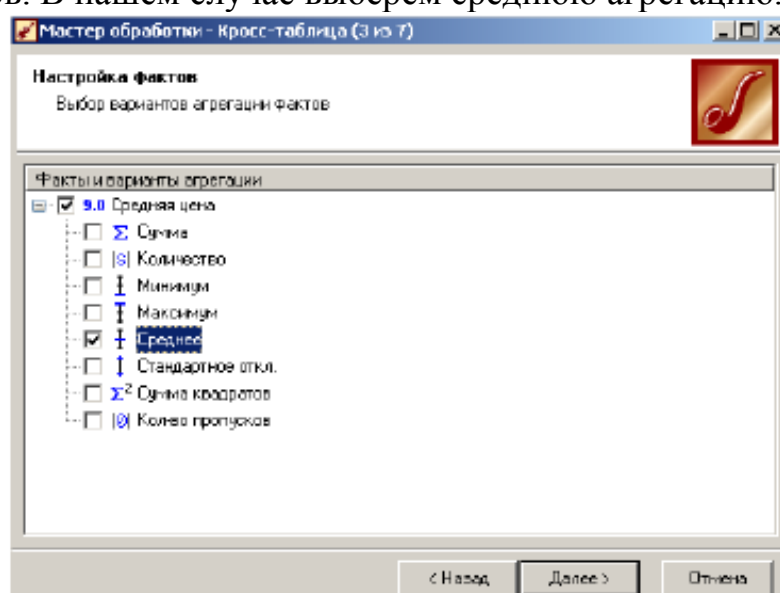 ов. В нашем случае выберем среднюю агрегацию.
Мастер обработки - Кросс-таблица (3 из 7)
Настройка фактов
Выбор вариантов агрегации фактов
Факты и варианты агрегации
9.0 Средняя цена
Σ Сумма
|S| Количество
Минимум
Максимум
Среднее
Стандартное откл.
Σ² Сумма квадратов
|0| Кол-во пропусков
< Назад
Далее >
Отмена